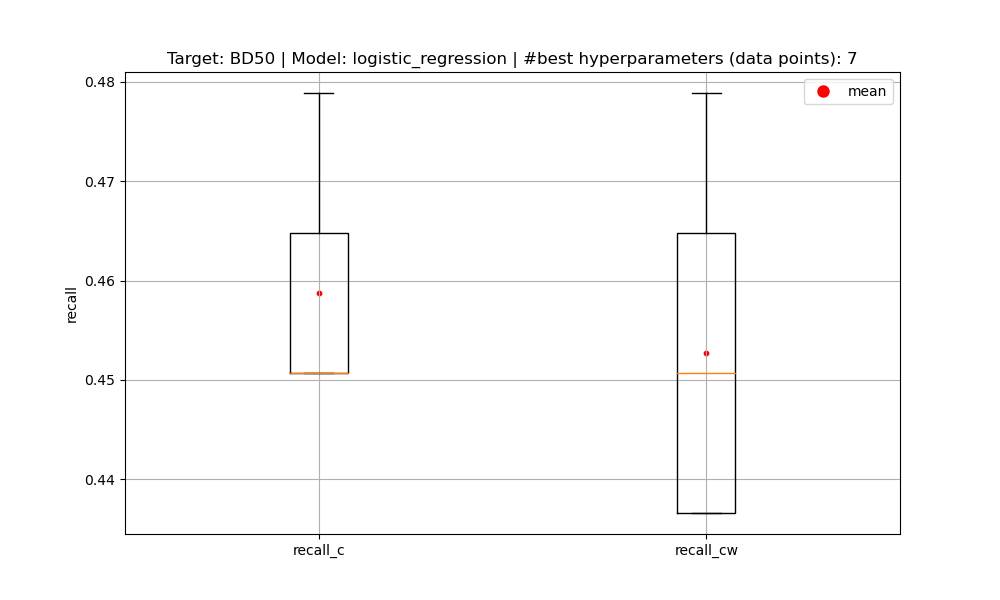 Target: BD50 | Model: logistic_regression | #best hyperparameters (data points): 7
mean
0.48
0.47
0.46
0.45
0.44
recall
recall_c
recall_cw